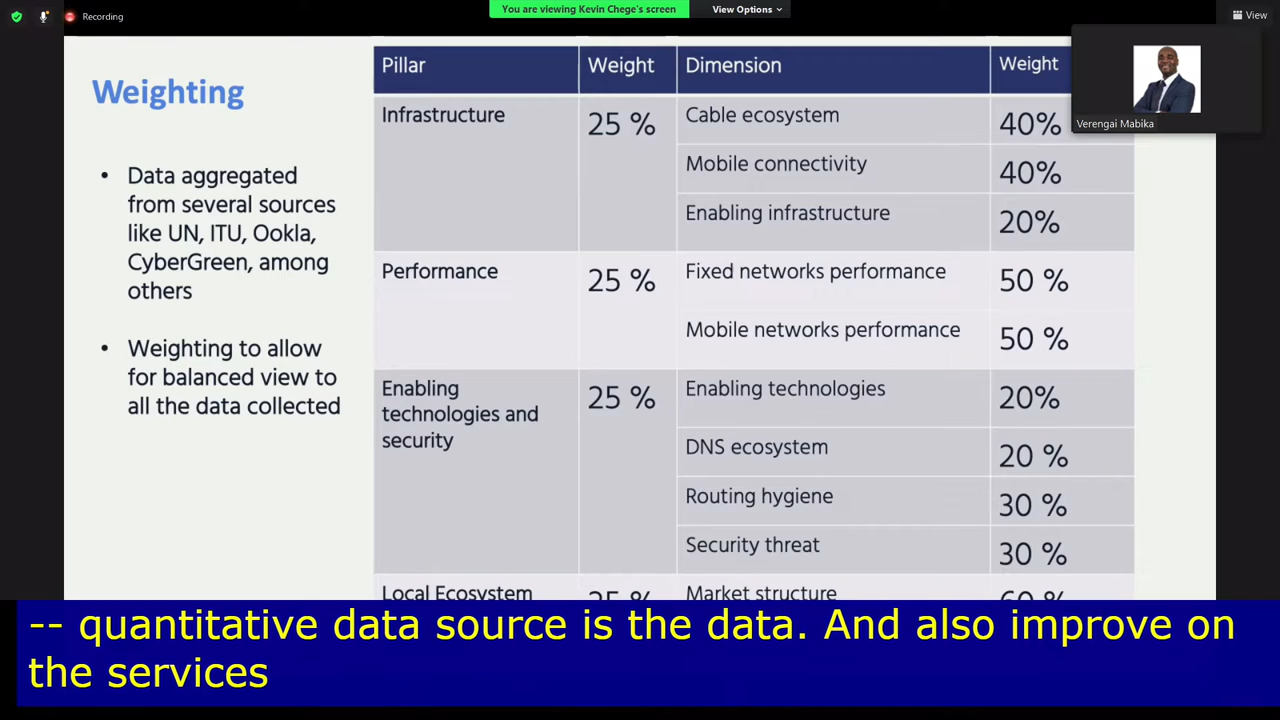 Recording
You are viewing Kevin Chege's screen
View Options
View
Verengai Mabika
Weighting
• Data aggregated
from several sources
like UN, ITU, Ookla,
CyberGreen, among
others
• Weighting to allow
for balanced view to
all the data collected
Pillar Weight Dimension Weight
Infrastructure 25 % Cable ecosystem 40%
Mobile connectivity 40%
Enabling infrastructure 20%
Performance 25 % Fixed networks performance 50 %
Mobile networks performance 50 %
Enabling
technologies and
security
25 % Enabling technologies 20%
DNS ecosystem 20 %
Routing hygiene 30 %
Security threat 30 %
Local Ecosystem 25 % Market structure 60 %
-- quantitative data source is the data. And also improve on
the services